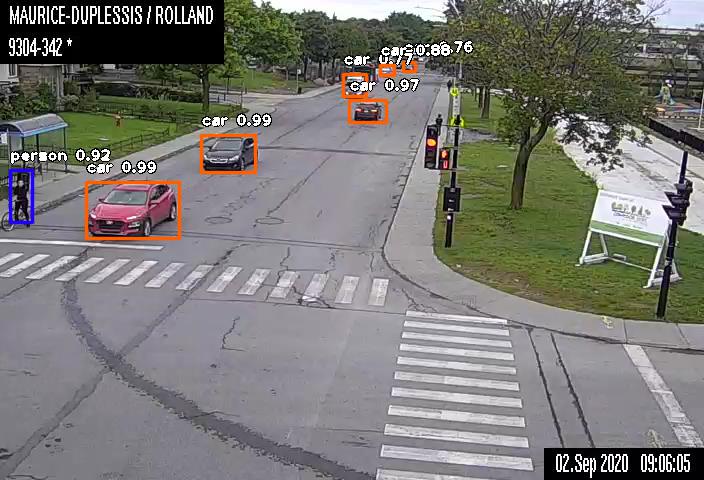 MAURICE-DUPLESSIS / ROLLAND
9304-342 *
car 0.77
car 0.97
car 0.99
person 0.92
car 0.99
02.Sep 2020 09:06:05